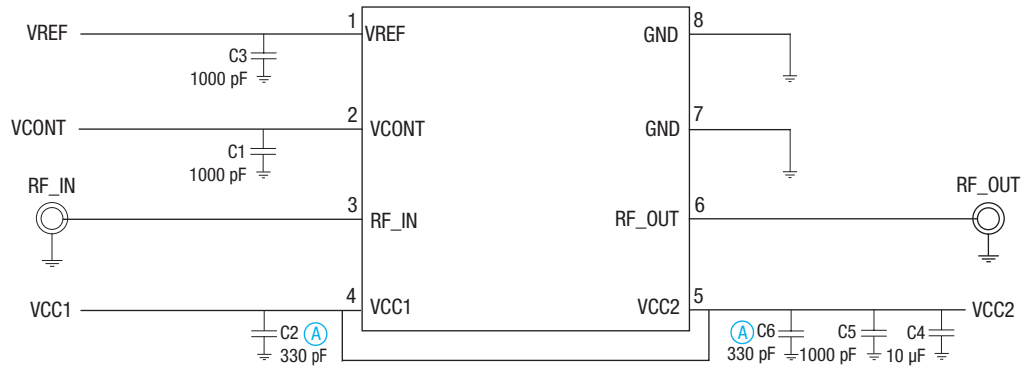 VREF
1
VREF
C3
1000 pF
8
GND
VCONT
2
VCONT
C1
1000 pF
7
GND
RF_IN
3
RF_IN
6
RF_OUT
RF_OUT
VCC1
4
VCC1
C2 A
330 pF
5
VCC2
VCC2
A C6
330 pF
C5
1000 pF
C4
10 µF